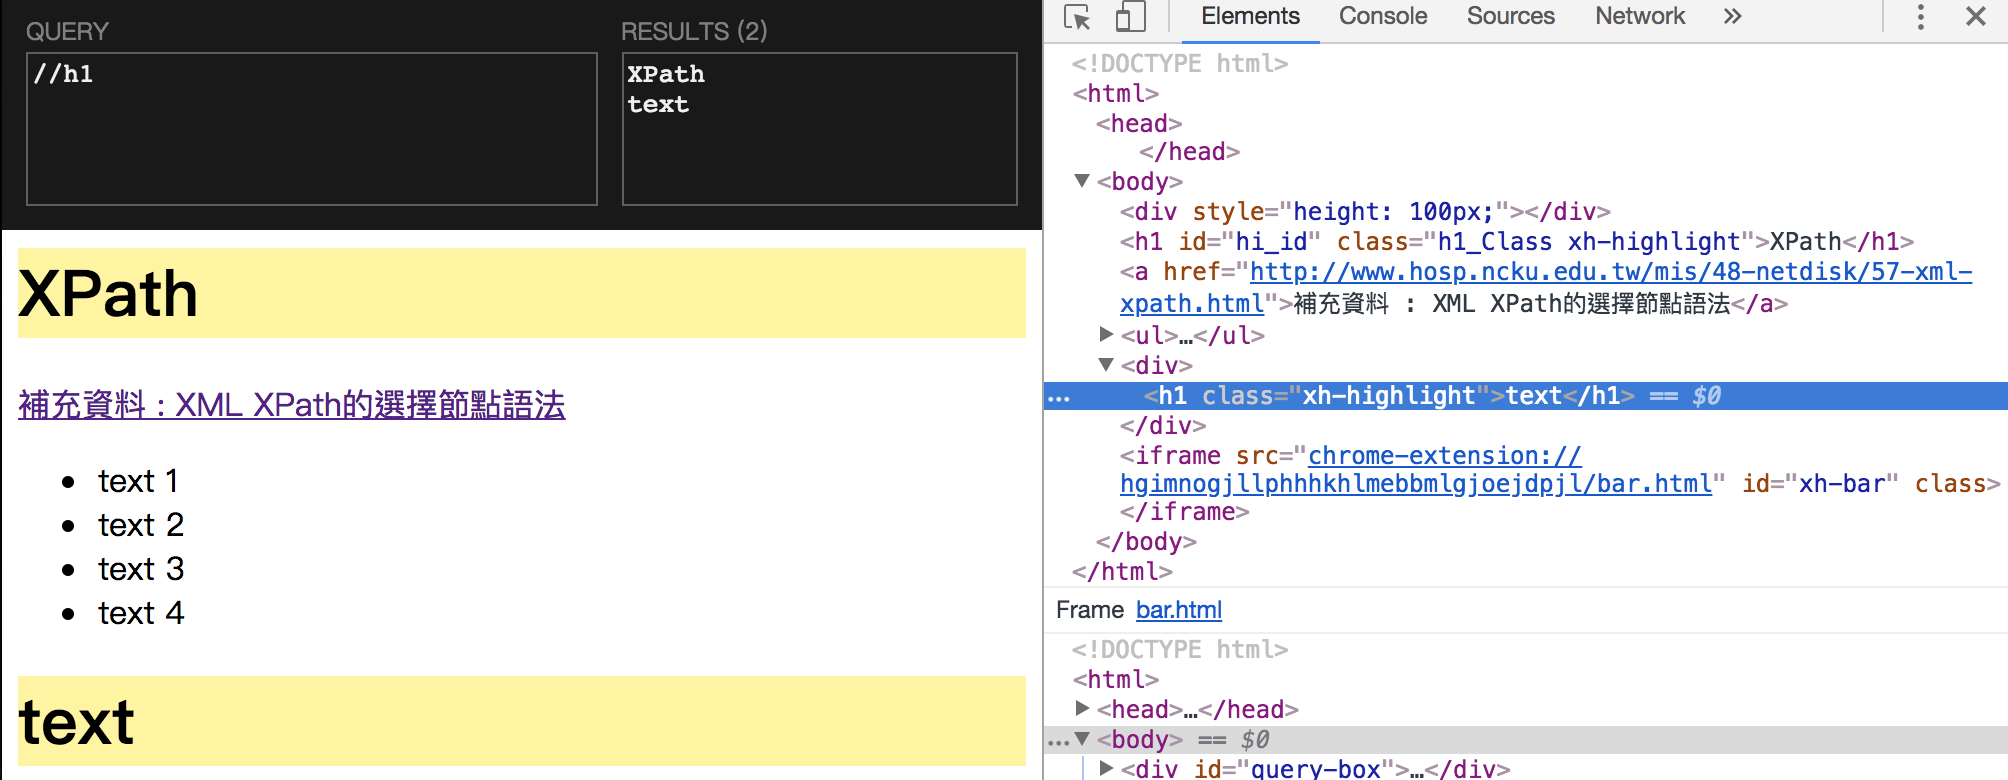 QUERY
//h1
RESULTS (2)
XPath
text
XPath
補充資料：XML XPath的選擇節點語法
text 1
text 2
text 3
text 4
text
Elements Console Sources Network »
<!DOCTYPE html>
<html>
<head>
</head>
<body>
<div style="height: 100px;"></div>
<h1 id="hi_id" class="h1_Class xh-highlight">XPath</h1>
<a href="http://www.hosp.ncku.edu.tw/mis/48-netdisk/57-xml-
xpath.html">補充資料 : XML XPath的選擇節點語法</a>
<ul>…</ul>
<div>
… <h1 class="xh-highlight">text</h1> == $0
</div>
<iframe src="chrome-extension://
hgimnogjllphhhkhlmebbmlgjoejdpjl/bar.html" id="xh-bar" class>
</iframe>
</body>
</html>
Frame bar.html
<!DOCTYPE html>
<html>
<head>…</head>
… <body> == $0
<div id="query-box">…</div>